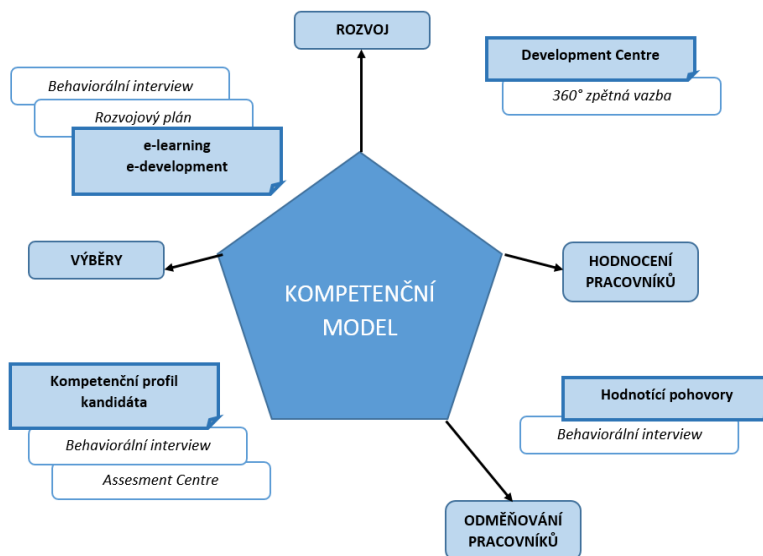 ROZVOJ
Development Centre
360° zpětná vazba
Behaviorální interview
Rozvojový plán
e-learning
e-development
VÝBĚRY
HODNOCENÍ
PRACOVNÍKŮ
KOMPETENČNÍ
MODEL
Kompetenční profil
kandidáta
Behaviorální interview
Assesment Centre
Hodnotící pohovory
Behaviorální interview
ODMĚŇOVÁNÍ
PRACOVNÍKŮ